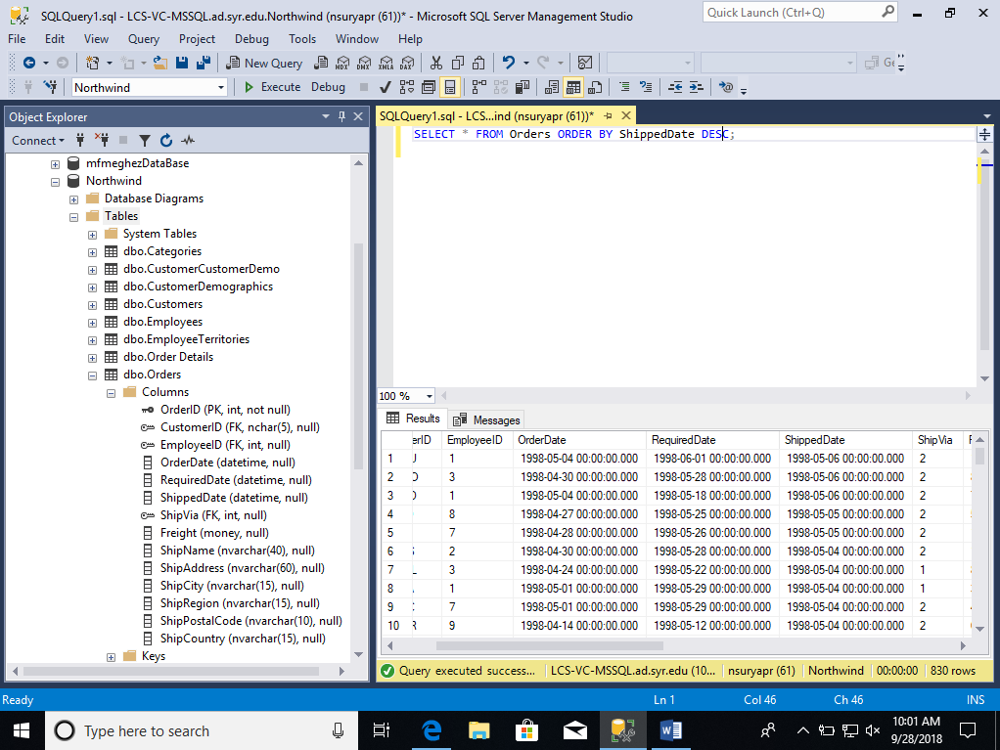 SQLQuery1.sql - LCS-VC-MSSQL.ad.syr.edu.Northwind (nsuryapr (61))* - Microsoft SQL Server Management Studio
Quick Launch (Ctrl+Q)
File Edit View Query Project Debug Tools Window Help
New Query MDX DMX XMLA DAX Ge
Northwind Execute Debug
Object Explorer
Connect
mfmeghezDataBase
Northwind
Database Diagrams
Tables
System Tables
dbo.Categories
dbo.CustomerCustomerDemo
dbo.CustomerDemographics
dbo.Customers
dbo.Employees
dbo.EmployeeTerritories
dbo.Order Details
dbo.Orders
Columns
OrderID (PK, int, not null)
CustomerID (FK, nchar(5), null)
EmployeeID (FK, int, null)
OrderDate (datetime, null)
RequiredDate (datetime, null)
ShippedDate (datetime, null)
ShipVia (FK, int, null)
Freight (money, null)
ShipName (nvarchar(40), null)
ShipAddress (nvarchar(60), null)
ShipCity (nvarchar(15), null)
ShipRegion (nvarchar(15), null)
ShipPostalCode (nvarchar(10), null)
ShipCountry (nvarchar(15), null)
Keys
SQLQuery1.sql - LCS...ind (nsuryapr (61))*
SELECT * FROM Orders ORDER BY ShippedDate DESC;
100 %
Results Messages
erID EmployeeID OrderDate RequiredDate ShippedDate ShipVia
1 1 1998-05-04 00:00:00.000 1998-06-01 00:00:00.000 1998-05-06 00:00:00.000 2
2 3 1998-04-30 00:00:00.000 1998-05-28 00:00:00.000 1998-05-06 00:00:00.000 2
3 1 1998-05-04 00:00:00.000 1998-05-18 00:00:00.000 1998-05-06 00:00:00.000 2
4 8 1998-04-27 00:00:00.000 1998-05-25 00:00:00.000 1998-05-05 00:00:00.000 2
5 7 1998-04-28 00:00:00.000 1998-05-26 00:00:00.000 1998-05-05 00:00:00.000 2
6 2 1998-04-30 00:00:00.000 1998-05-28 00:00:00.000 1998-05-04 00:00:00.000 2
7 3 1998-04-24 00:00:00.000 1998-05-22 00:00:00.000 1998-05-04 00:00:00.000 1
8 1 1998-05-01 00:00:00.000 1998-05-29 00:00:00.000 1998-05-04 00:00:00.000 1
9 7 1998-05-01 00:00:00.000 1998-05-29 00:00:00.000 1998-05-04 00:00:00.000 2
10 R 9 1998-04-14 00:00:00.000 1998-05-12 00:00:00.000 1998-05-04 00:00:00.000 2
Query executed success... LCS-VC-MSSQL.ad.syr.edu (10... nsuryapr (61) Northwind 00:00:00 830 rows
Ready Ln 1 Col 46 Ch 46 INS
Type here to search
10:01 AM
9/28/2018